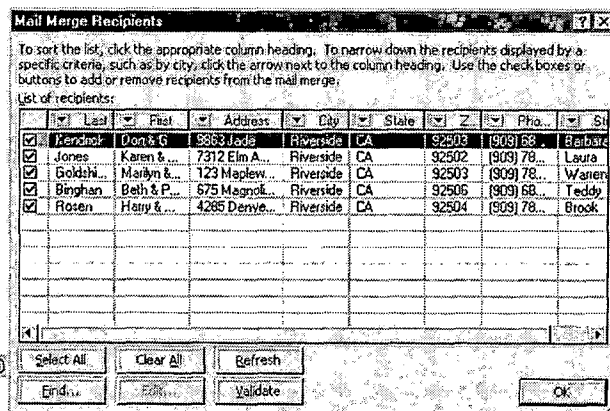 Mail Merge Recipients
To sort the list, click the appropriate column heading. To narrow down the recipients displayed by a
specific criteria, such as by city, click the arrow next to the column heading. Use the check boxes or
buttons to add or remove recipients from the mail merge.
List of recipients:
Last First Address City State Z... Pho... St
Kendrick Don & G 9863 Jade Riverside CA 92503 (909) 68... Barbara
Jones Karen & ... 7312 Elm A... Riverside CA 92502 (909) 78... Laura
Goldshi... Marilyn &... 123 Maplew... Riverside CA 92503 (909) 78... Warren
Binghan Beth & P... 675 Magnoli... Riverside CA 92506 (909) 68... Teddy
Rosen Harry & ... 4285 Denye... Riverside CA 92504 (909) 78... Brook
Select All Clear All Refresh
Find... Edit... Validate OK